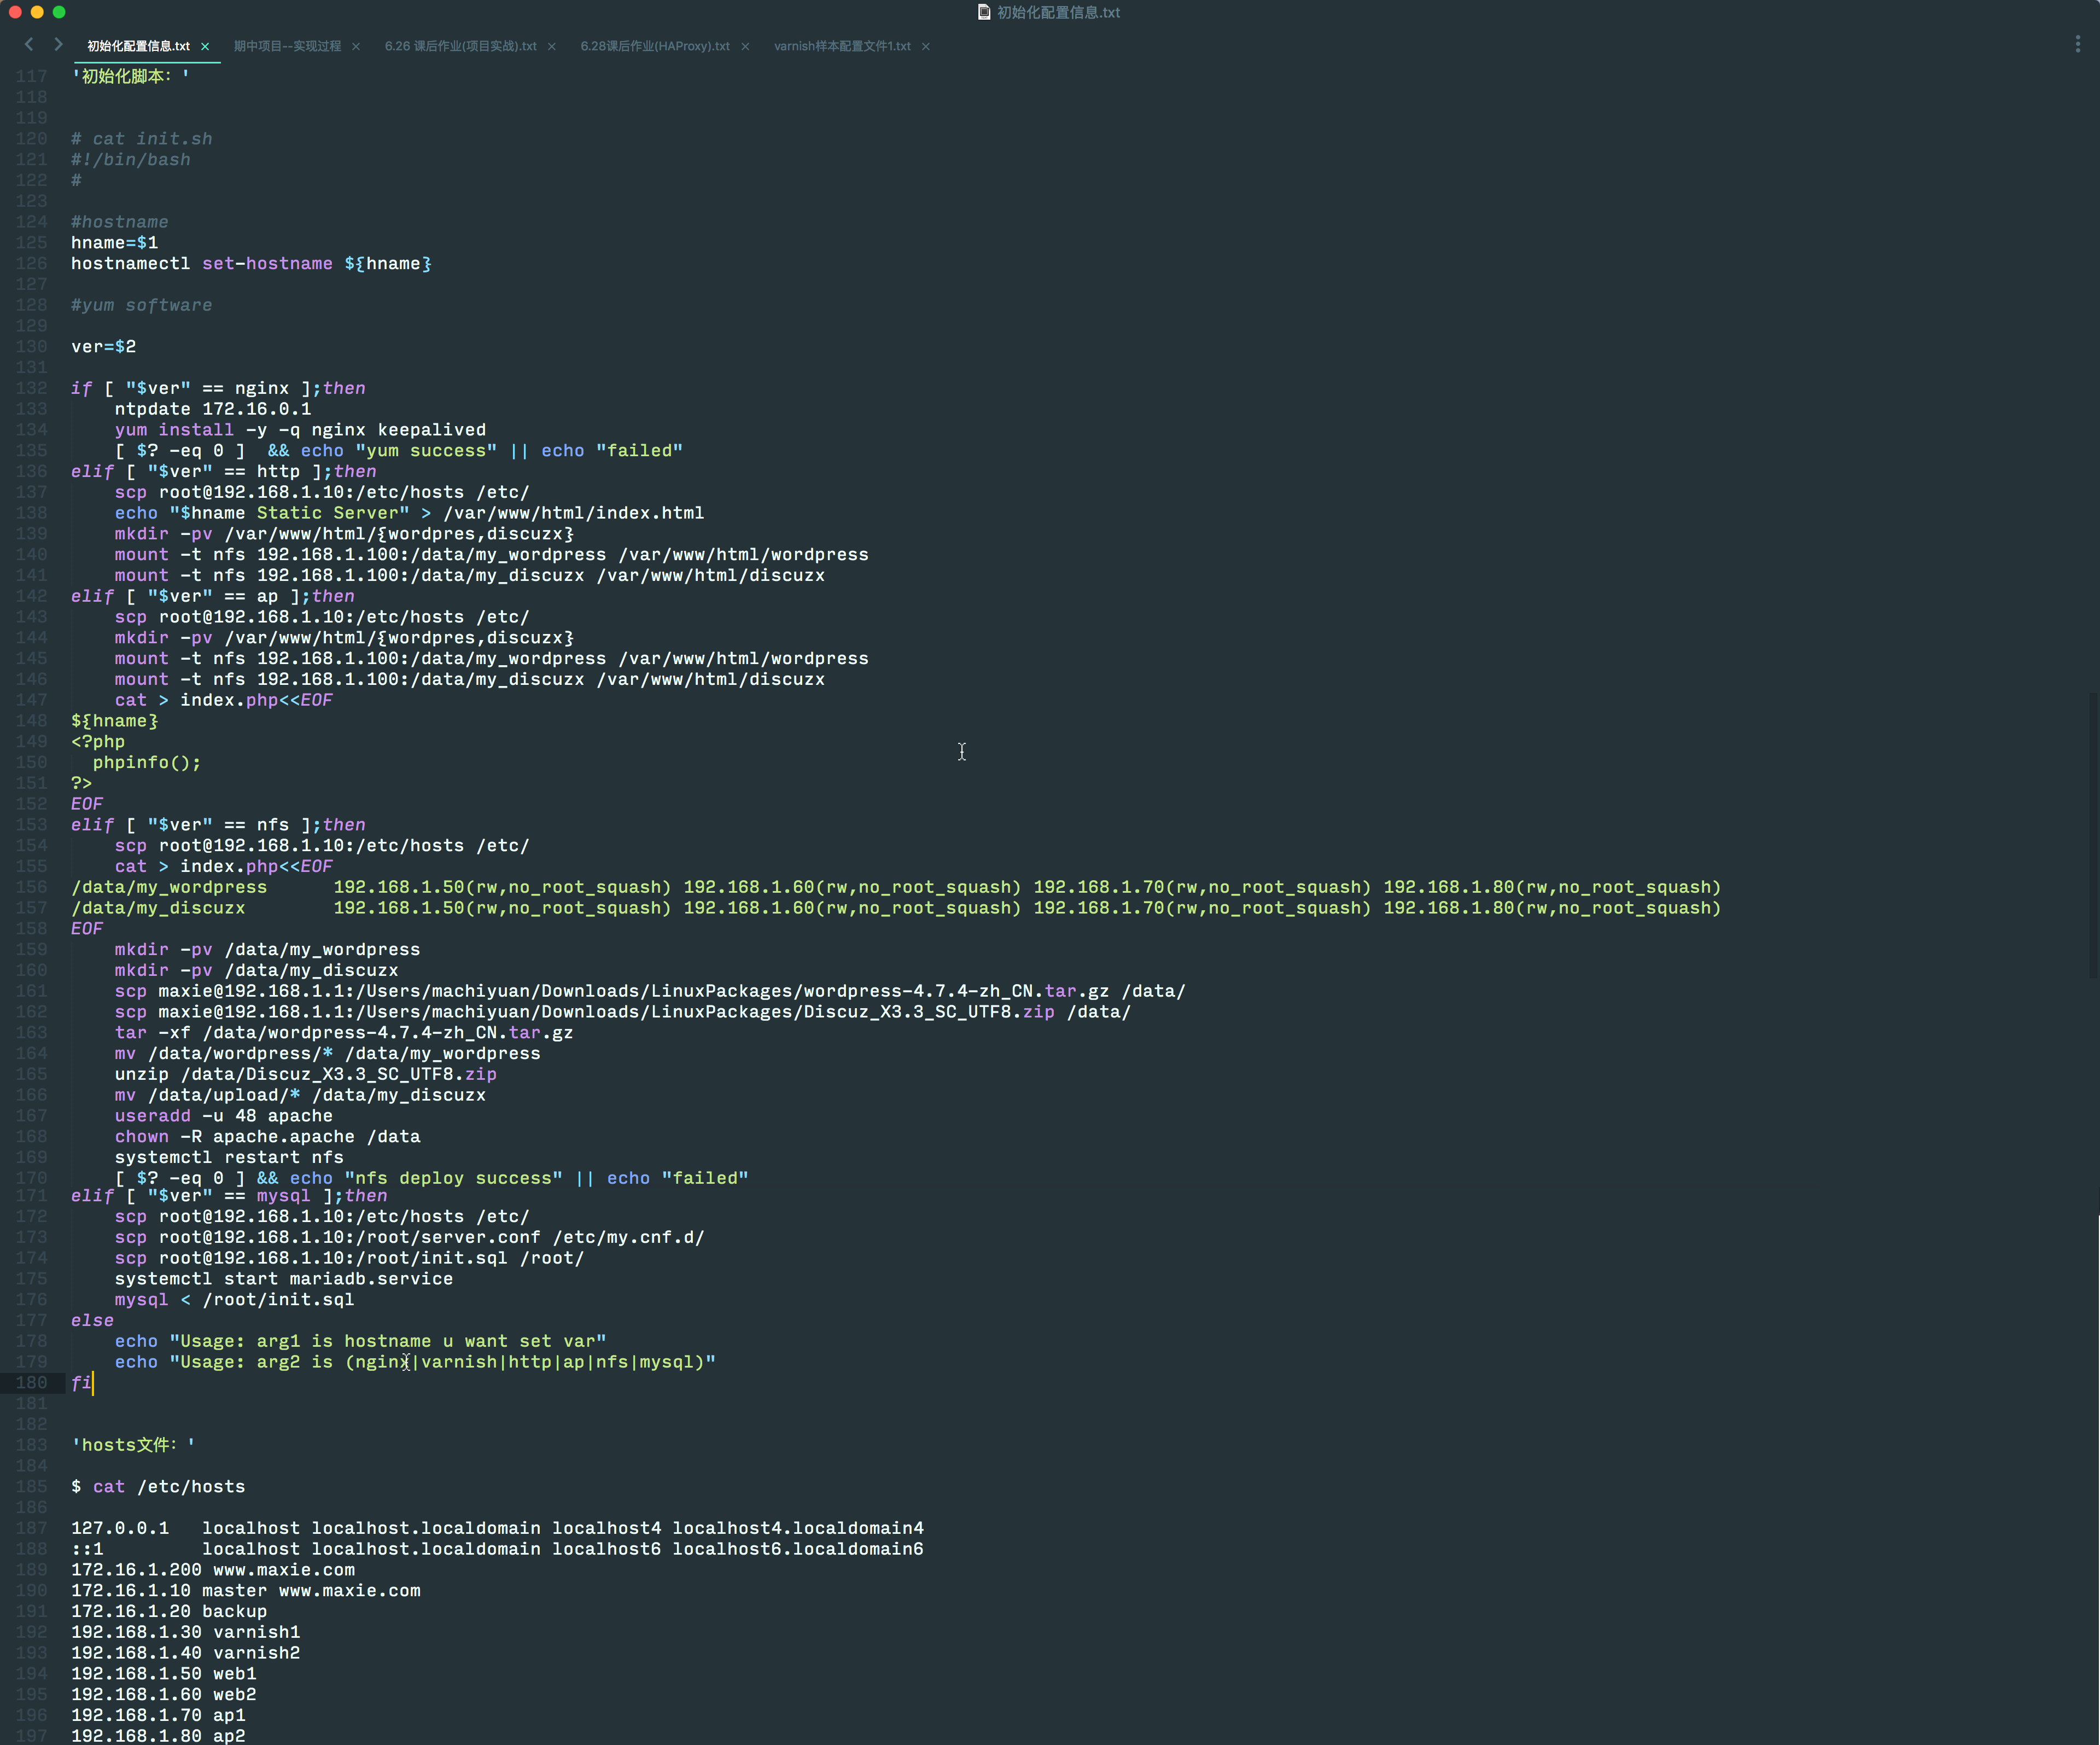 初始化配置信息.txt
初始化配置信息.txt × 期中项目--实现过程 × 6.26 课后作业(项目实战).txt × 6.28课后作业(HAProxy).txt × varnish样本配置文件1.txt ×
117 '初始化脚本：'
118
119
120 # cat init.sh
121 #!/bin/bash
122 #
123
124 #hostname
125 hname=$1
126 hostnamectl set-hostname ${hname}
127
128 #yum software
129
130 ver=$2
131
132 if [ "$ver" == nginx ];then
133     ntpdate 172.16.0.1
134     yum install -y -q nginx keepalived
135     [ $? -eq 0 ]  && echo "yum success" || echo "failed"
136 elif [ "$ver" == http ];then
137     scp root@192.168.1.10:/etc/hosts /etc/
138     echo "$hname Static Server" > /var/www/html/index.html
139     mkdir -pv /var/www/html/{wordpres,discuzx}
140     mount -t nfs 192.168.1.100:/data/my_wordpress /var/www/html/wordpress
141     mount -t nfs 192.168.1.100:/data/my_discuzx /var/www/html/discuzx
142 elif [ "$ver" == ap ];then
143     scp root@192.168.1.10:/etc/hosts /etc/
144     mkdir -pv /var/www/html/{wordpres,discuzx}
145     mount -t nfs 192.168.1.100:/data/my_wordpress /var/www/html/wordpress
146     mount -t nfs 192.168.1.100:/data/my_discuzx /var/www/html/discuzx
147     cat > index.php<<EOF
148 ${hname}
149 <?php
150   phpinfo();
151 ?>
152 EOF
153 elif [ "$ver" == nfs ];then
154     scp root@192.168.1.10:/etc/hosts /etc/
155     cat > index.php<<EOF
156 /data/my_wordpress      192.168.1.50(rw,no_root_squash) 192.168.1.60(rw,no_root_squash) 192.168.1.70(rw,no_root_squash) 192.168.1.80(rw,no_root_squash)
157 /data/my_discuzx        192.168.1.50(rw,no_root_squash) 192.168.1.60(rw,no_root_squash) 192.168.1.70(rw,no_root_squash) 192.168.1.80(rw,no_root_squash)
158 EOF
159     mkdir -pv /data/my_wordpress
160     mkdir -pv /data/my_discuzx
161     scp maxie@192.168.1.1:/Users/machiyuan/Downloads/LinuxPackages/wordpress-4.7.4-zh_CN.tar.gz /data/
162     scp maxie@192.168.1.1:/Users/machiyuan/Downloads/LinuxPackages/Discuz_X3.3_SC_UTF8.zip /data/
163     tar -xf /data/wordpress-4.7.4-zh_CN.tar.gz
164     mv /data/wordpress/* /data/my_wordpress
165     unzip /data/Discuz_X3.3_SC_UTF8.zip
166     mv /data/upload/* /data/my_discuzx
167     useradd -u 48 apache
168     chown -R apache.apache /data
169     systemctl restart nfs
170     [ $? -eq 0 ] && echo "nfs deploy success" || echo "failed"
171 elif [ "$ver" == mysql ];then
172     scp root@192.168.1.10:/etc/hosts /etc/
173     scp root@192.168.1.10:/root/server.conf /etc/my.cnf.d/
174     scp root@192.168.1.10:/root/init.sql /root/
175     systemctl start mariadb.service
176     mysql < /root/init.sql
177 else
178     echo "Usage: arg1 is hostname u want set var"
179     echo "Usage: arg2 is (nginx|varnish|http|ap|nfs|mysql)"
180 fi
181
182
183 'hosts文件：'
184
185 $ cat /etc/hosts
186
187 127.0.0.1   localhost localhost.localdomain localhost4 localhost4.localdomain4
188 ::1         localhost localhost.localdomain localhost6 localhost6.localdomain6
189 172.16.1.200 www.maxie.com
190 172.16.1.10 master www.maxie.com
191 172.16.1.20 backup
192 192.168.1.30 varnish1
193 192.168.1.40 varnish2
194 192.168.1.50 web1
195 192.168.1.60 web2
196 192.168.1.70 ap1
197 192.168.1.80 ap2